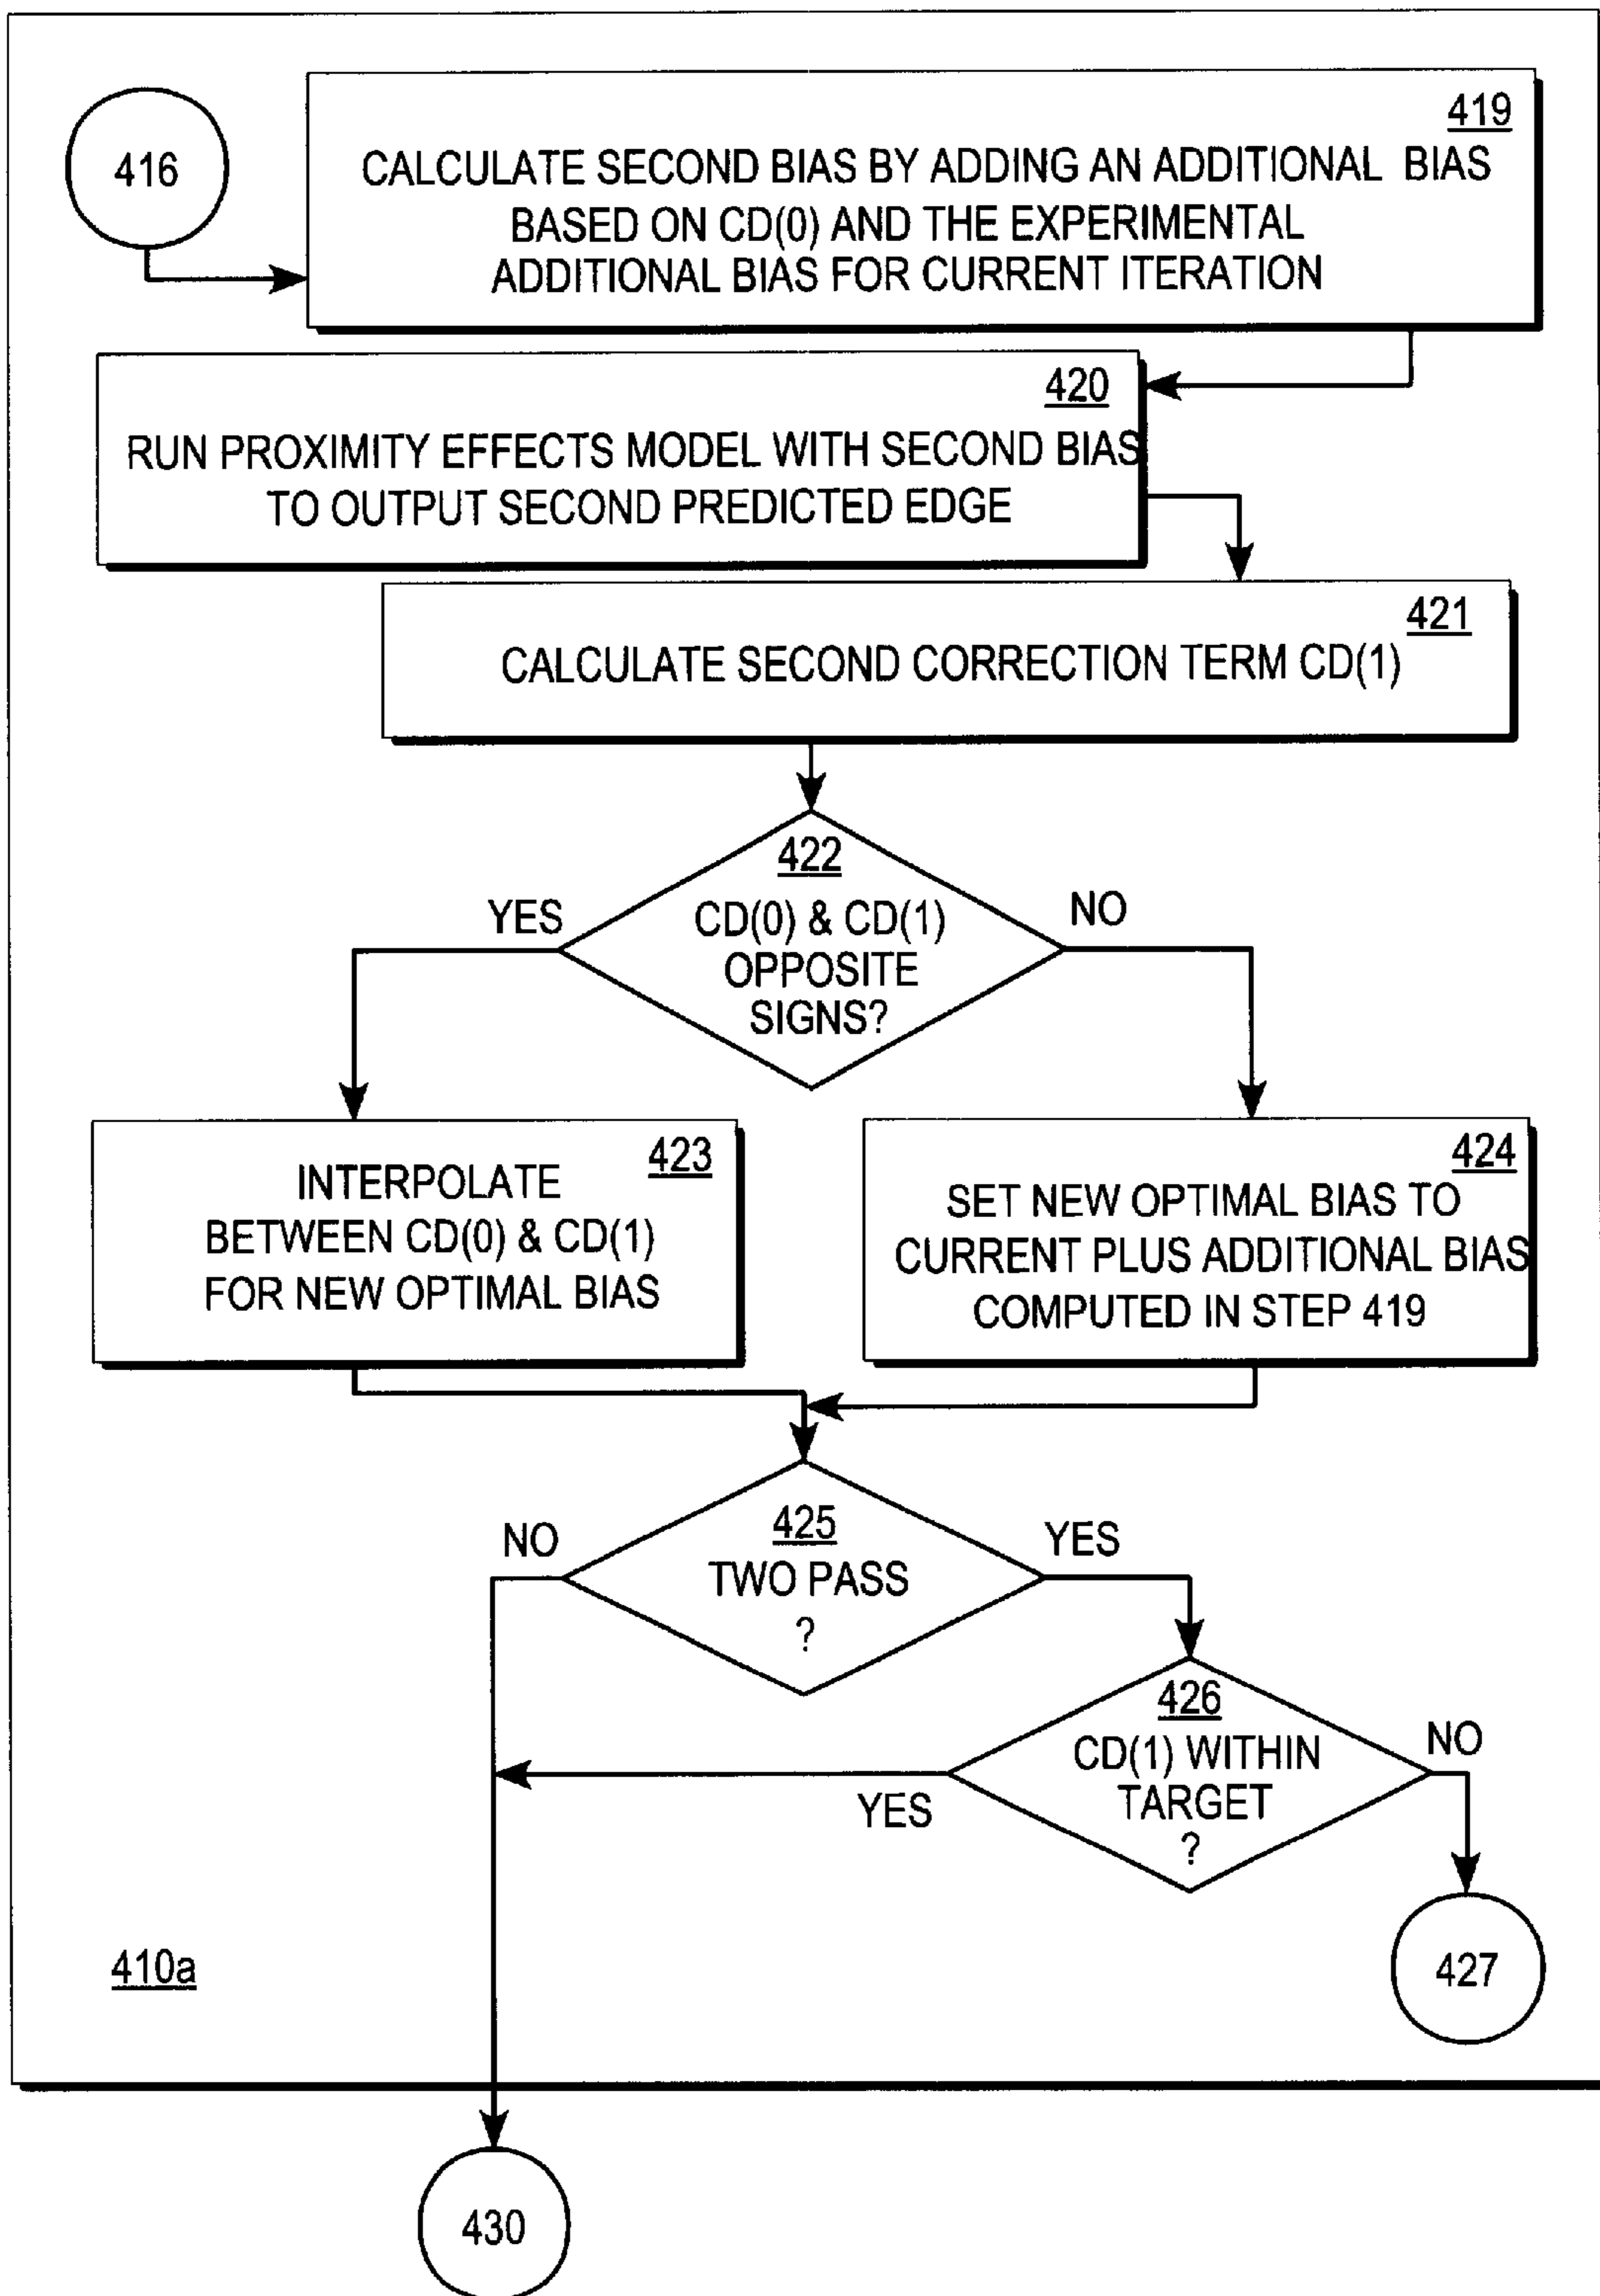 416
419
CALCULATE SECOND BIAS BY ADDING AN ADDITIONAL BIAS
BASED ON CD(0) AND THE EXPERIMENTAL
ADDITIONAL BIAS FOR CURRENT ITERATION
420
RUN PROXIMITY EFFECTS MODEL WITH SECOND BIAS
TO OUTPUT SECOND PREDICTED EDGE
421
CALCULATE SECOND CORRECTION TERM CD(1)
422
CD(0) & CD(1)
OPPOSITE
SIGNS?
YES
NO
423
INTERPOLATE
BETWEEN CD(0) & CD(1)
FOR NEW OPTIMAL BIAS
424
SET NEW OPTIMAL BIAS TO
CURRENT PLUS ADDITIONAL BIAS
COMPUTED IN STEP 419
425
TWO PASS
?
NO
YES
426
CD(1) WITHIN
TARGET
?
YES
NO
427
410a
430